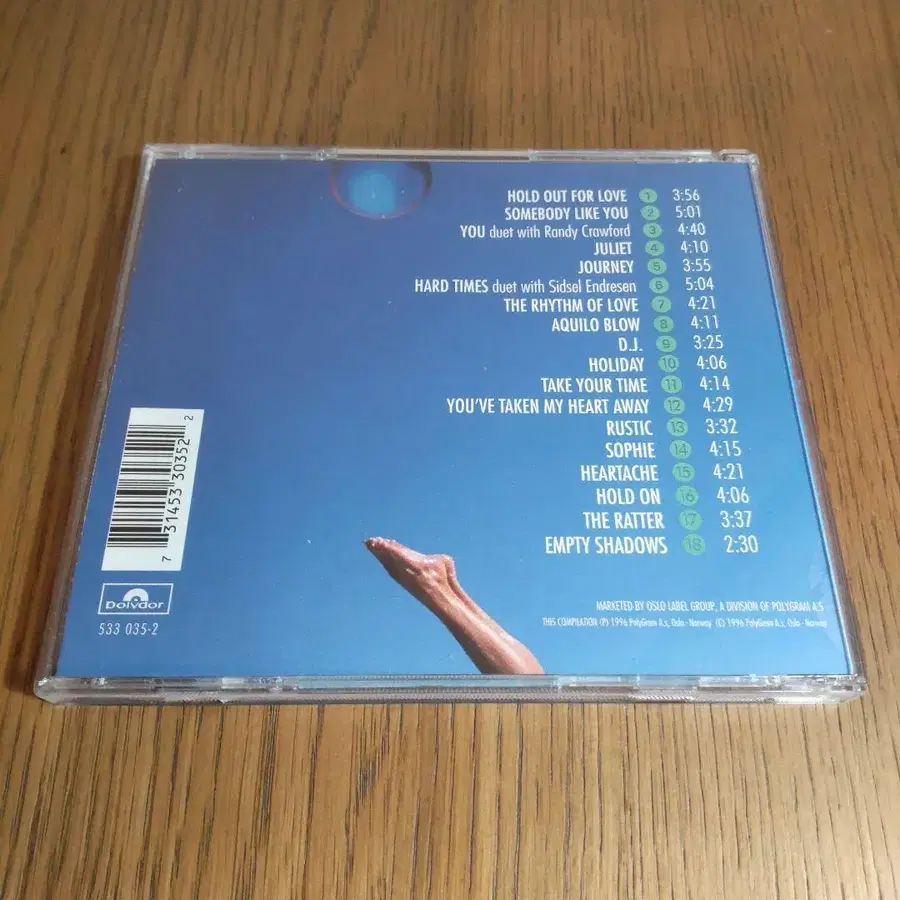 HOLD OUT FOR LOVE 1 3:56
SOMEBODY LIKE YOU 2 5:01
YOU duet with Randy Crawford 3 4:40
JULIET 4 4:10
JOURNEY 5 3:55
HARD TIMES duet with Sidsel Endresen 6 5:04
THE RHYTHM OF LOVE 7 4:21
AQUILO BLOW 8 4:11
D.J. 9 3:25
HOLIDAY 10 4:06
TAKE YOUR TIME 11 4:14
YOU'VE TAKEN MY HEART AWAY 12 4:29
RUSTIC 13 3:32
SOPHIE 14 4:15
HEARTACHE 15 4:21
HOLD ON 16 4:06
THE RATTER 17 3:37
EMPTY SHADOWS 18 2:30
7 31453 30352 2
Polydor
533 035-2
MARKETED BY OSLO LABEL GROUP, A DIVISION OF POLYGRAM A.S
THIS COMPILATION (P) 1996 PolyGram A.s, Oslo - Norway (C) 1996 PolyGram A.s, Oslo - Norway